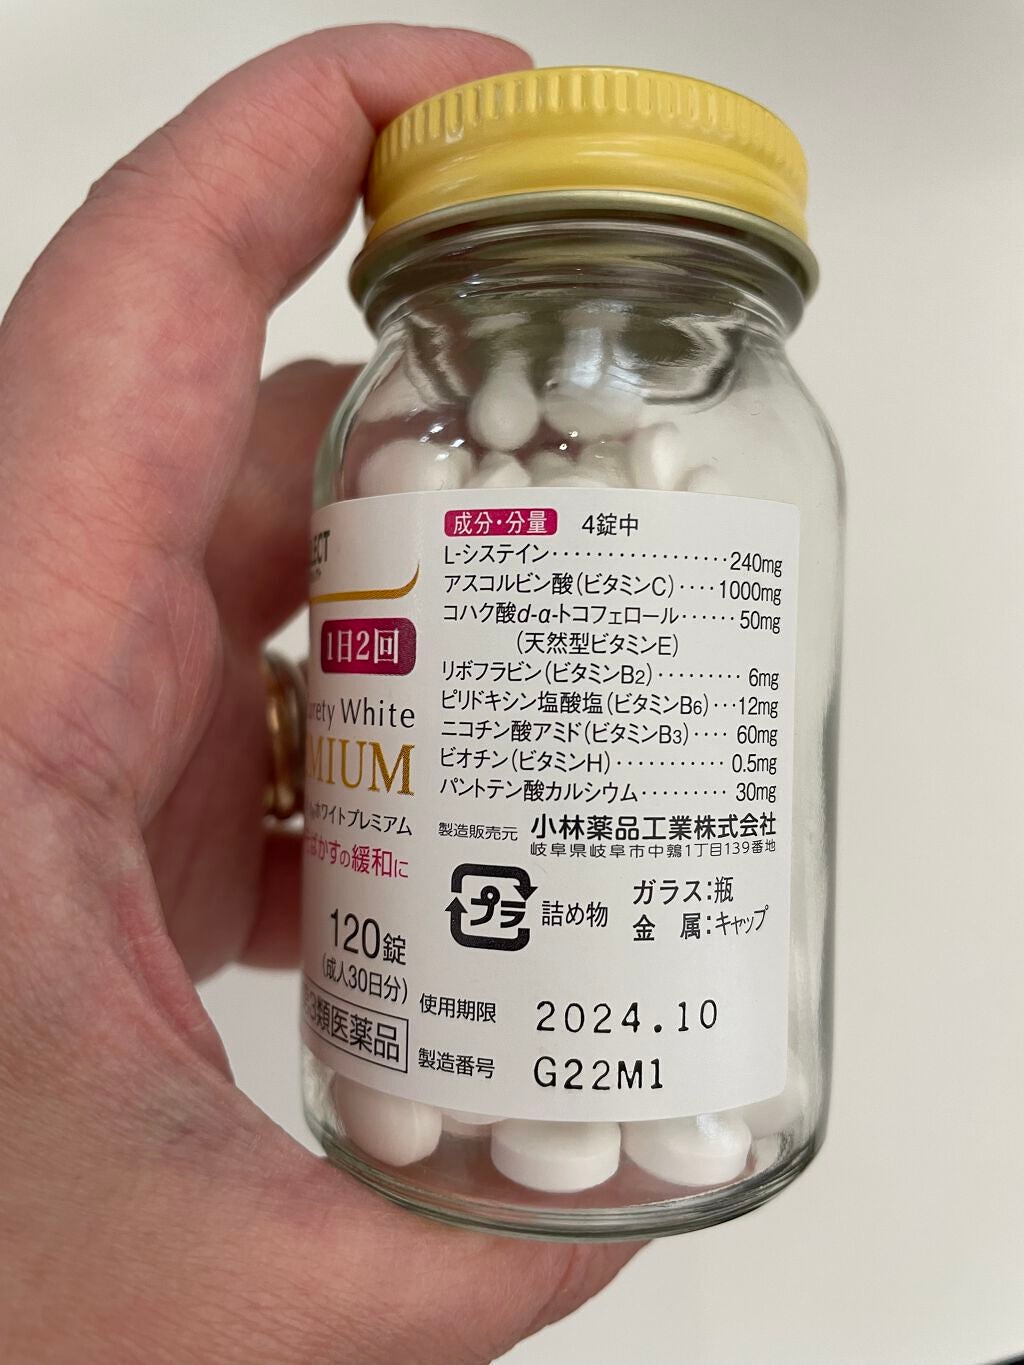 LECT
1日2回
urety White
MIUM
ホワイトプレミアム
ばかすの緩和に
120錠
(成人30日分)
3類医薬品
成分・分量 4錠中
L-システイン･･････････････････240mg
アスコルビン酸(ビタミンC)････1000mg
コハク酸d-α-トコフェロール･･････50mg
(天然型ビタミンE)
リボフラビン(ビタミンB2)･････････6mg
ピリドキシン塩酸塩(ビタミンB6)･･･12mg
ニコチン酸アミド(ビタミンB3)････60mg
ビオチン(ビタミンH)･･･････････0.5mg
パントテン酸カルシウム･････････30mg
製造販売元 小林薬品工業株式会社
岐阜県岐阜市中鶉1丁目139番地
プラ 詰め物 ガラス:瓶
金 属:キャップ
使用期限 2024.10
製造番号 G22M1